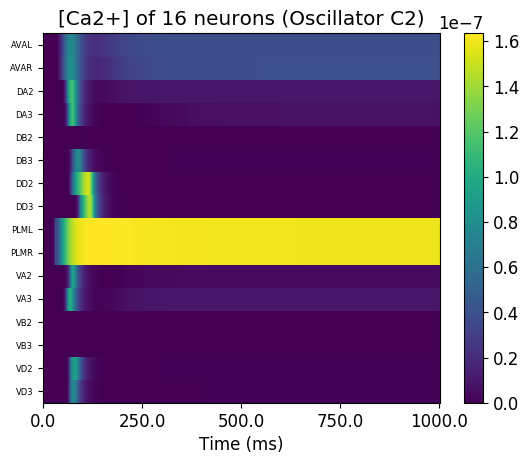 [Ca2+] of 16 neurons (Oscillator C2)
1e−7
AVAL
AVAR
DA2
DA3
DB2
DB3
DD2
DD3
PLML
PLMR
VA2
VA3
VB2
VB3
VD2
VD3
0.0 250.0 500.0 750.0 1000.0
Time (ms)
1.6
1.4
1.2
1.0
0.8
0.6
0.4
0.2
0.0